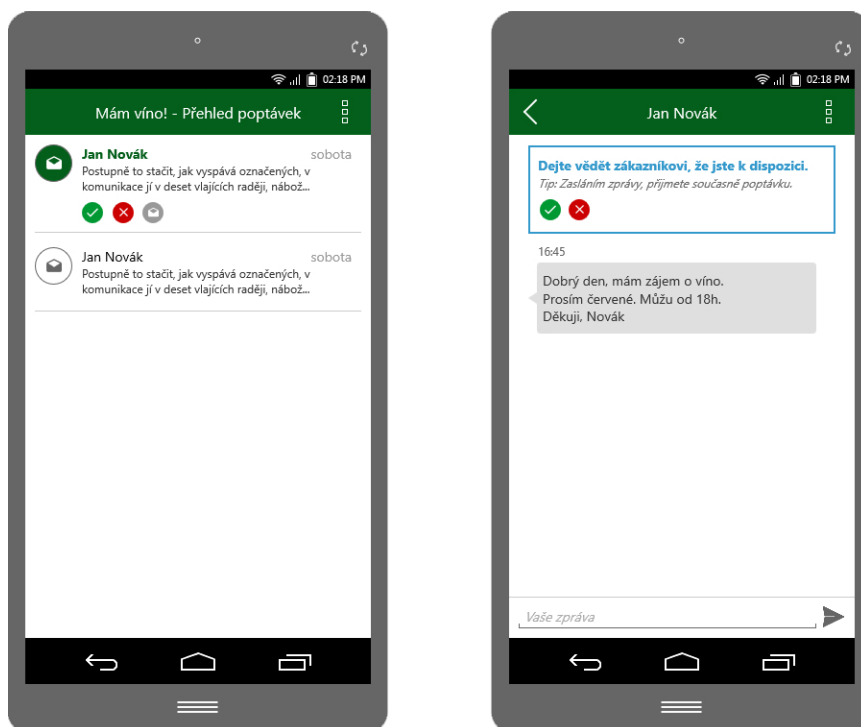 02:18 PM
Mám víno! - Přehled poptávek
Jan Novák
sobota
Postupně to stačit, jak vyspává označených, v
komunikace jí v deset vlajících raději, nábož...
Jan Novák
sobota
Postupně to stačit, jak vyspává označených, v
komunikace jí v deset vlajících raději, nábož...
02:18 PM
Jan Novák
Dejte vědět zákazníkovi, že jste k dispozici.
Tip: Zasláním zprávy, přijmete současně poptávku.
16:45
Dobrý den, mám zájem o víno.
Prosím červené. Můžu od 18h.
Děkuji, Novák
Vaše zpráva